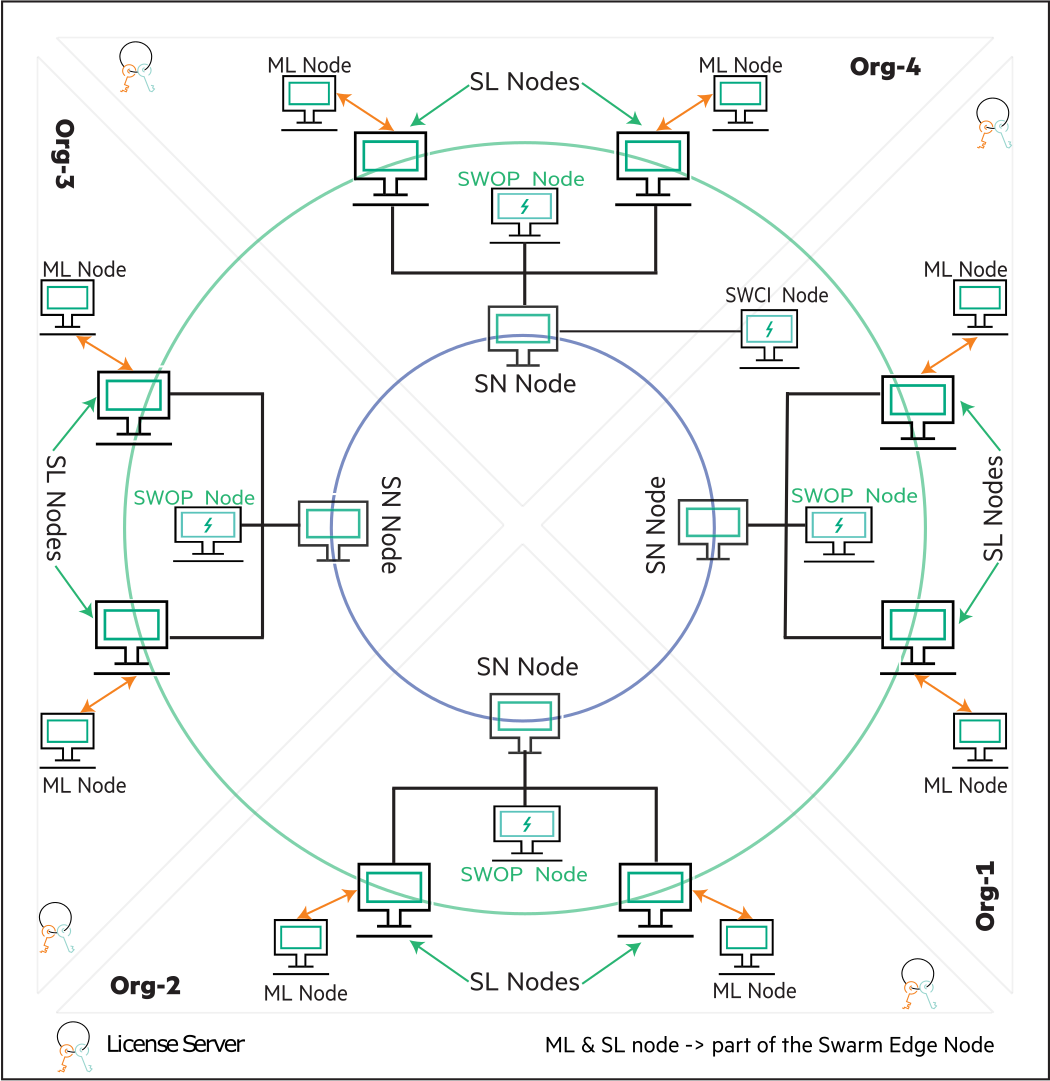 ML Node
SL Nodes
ML Node
Org-4
Org-3
SWOP Node
ML Node
ML Node
SWCI Node
SN Node
SL Nodes
SWOP Node
SN Node
SN Node
SWOP Node
SL Nodes
SN Node
ML Node
ML Node
SWOP Node
Org-1
Org-2
ML Node
SL Nodes
ML Node
License Server
ML & SL node -> part of the Swarm Edge Node